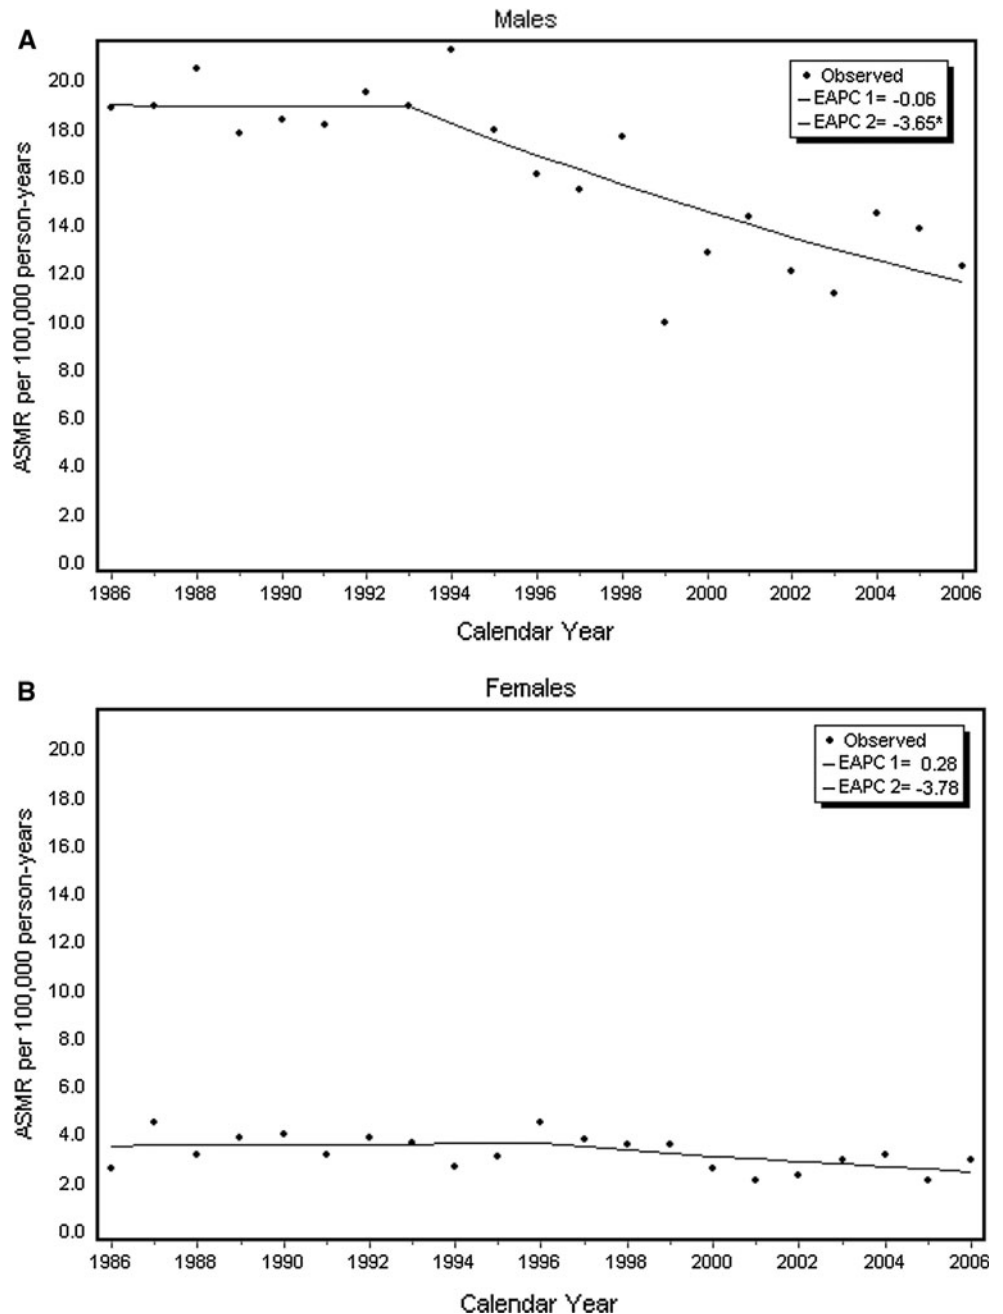 A
Males
ASMR per 100,000 person-years
20.0
18.0
16.0
14.0
12.0
10.0
8.0
6.0
4.0
2.0
0.0
Observed
EAPC 1= -0.06
EAPC 2= -3.65*
1986 1988 1990 1992 1994 1996 1998 2000 2002 2004 2006
Calendar Year
B
Females
ASMR per 100,000 person-years
20.0
18.0
16.0
14.0
12.0
10.0
8.0
6.0
4.0
2.0
0.0
Observed
EAPC 1= 0.28
EAPC 2= -3.78
1986 1988 1990 1992 1994 1996 1998 2000 2002 2004 2006
Calendar Year